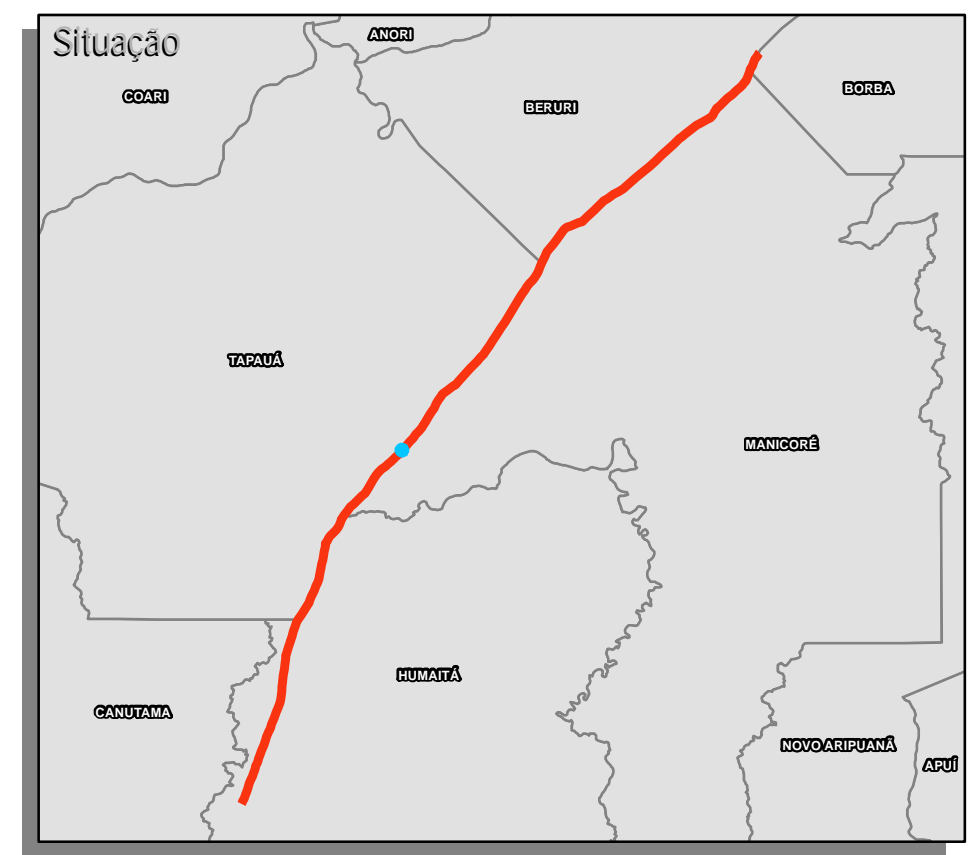 Situação
ANORI
COARI
BERURI
BORBA
TAPAUÁ
MANICORÉ
HUMAITÁ
CANUTAMA
NOVO ARIPUANÃ
APUÍ